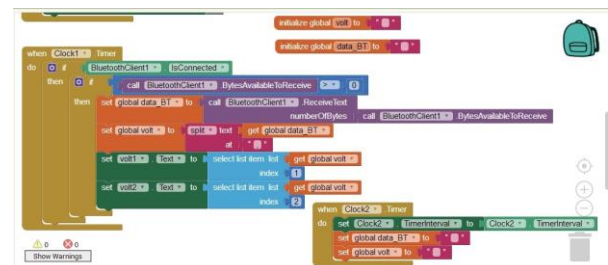 initialize global volt to " "
initialize global data_BT to " "
when Clock1 .Timer
do if BluetoothClient1 . IsConnected
then if call BluetoothClient1 .BytesAvailableToReceive > 0
then set global data_BT to call BluetoothClient1 .ReceiveText
numberOfBytes call BluetoothClient1 .BytesAvailableToReceive
set global volt to split text get global data_BT
at " "
set volt1 . Text to select list item list get global volt
index 1
set volt2 . Text to select list item list get global volt
index 2
when Clock2 .Timer
do set Clock2 . TimerInterval to Clock2 . TimerInterval
set global data_BT to " "
set global volt to " "
0 0
Show Warnings